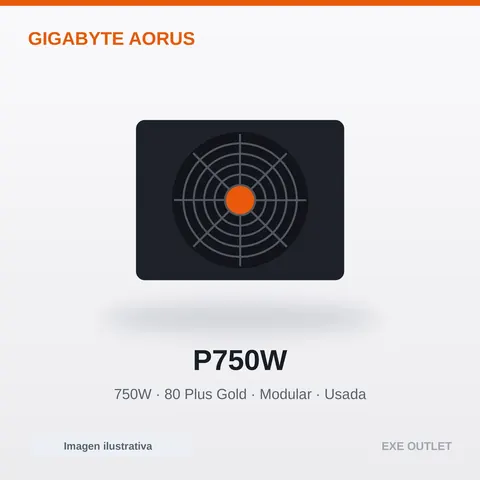 GIGABYTE AORUS
P750W
750W · 80 Plus Gold · Modular · Usada
Imagen ilustrativa
EXE OUTLET